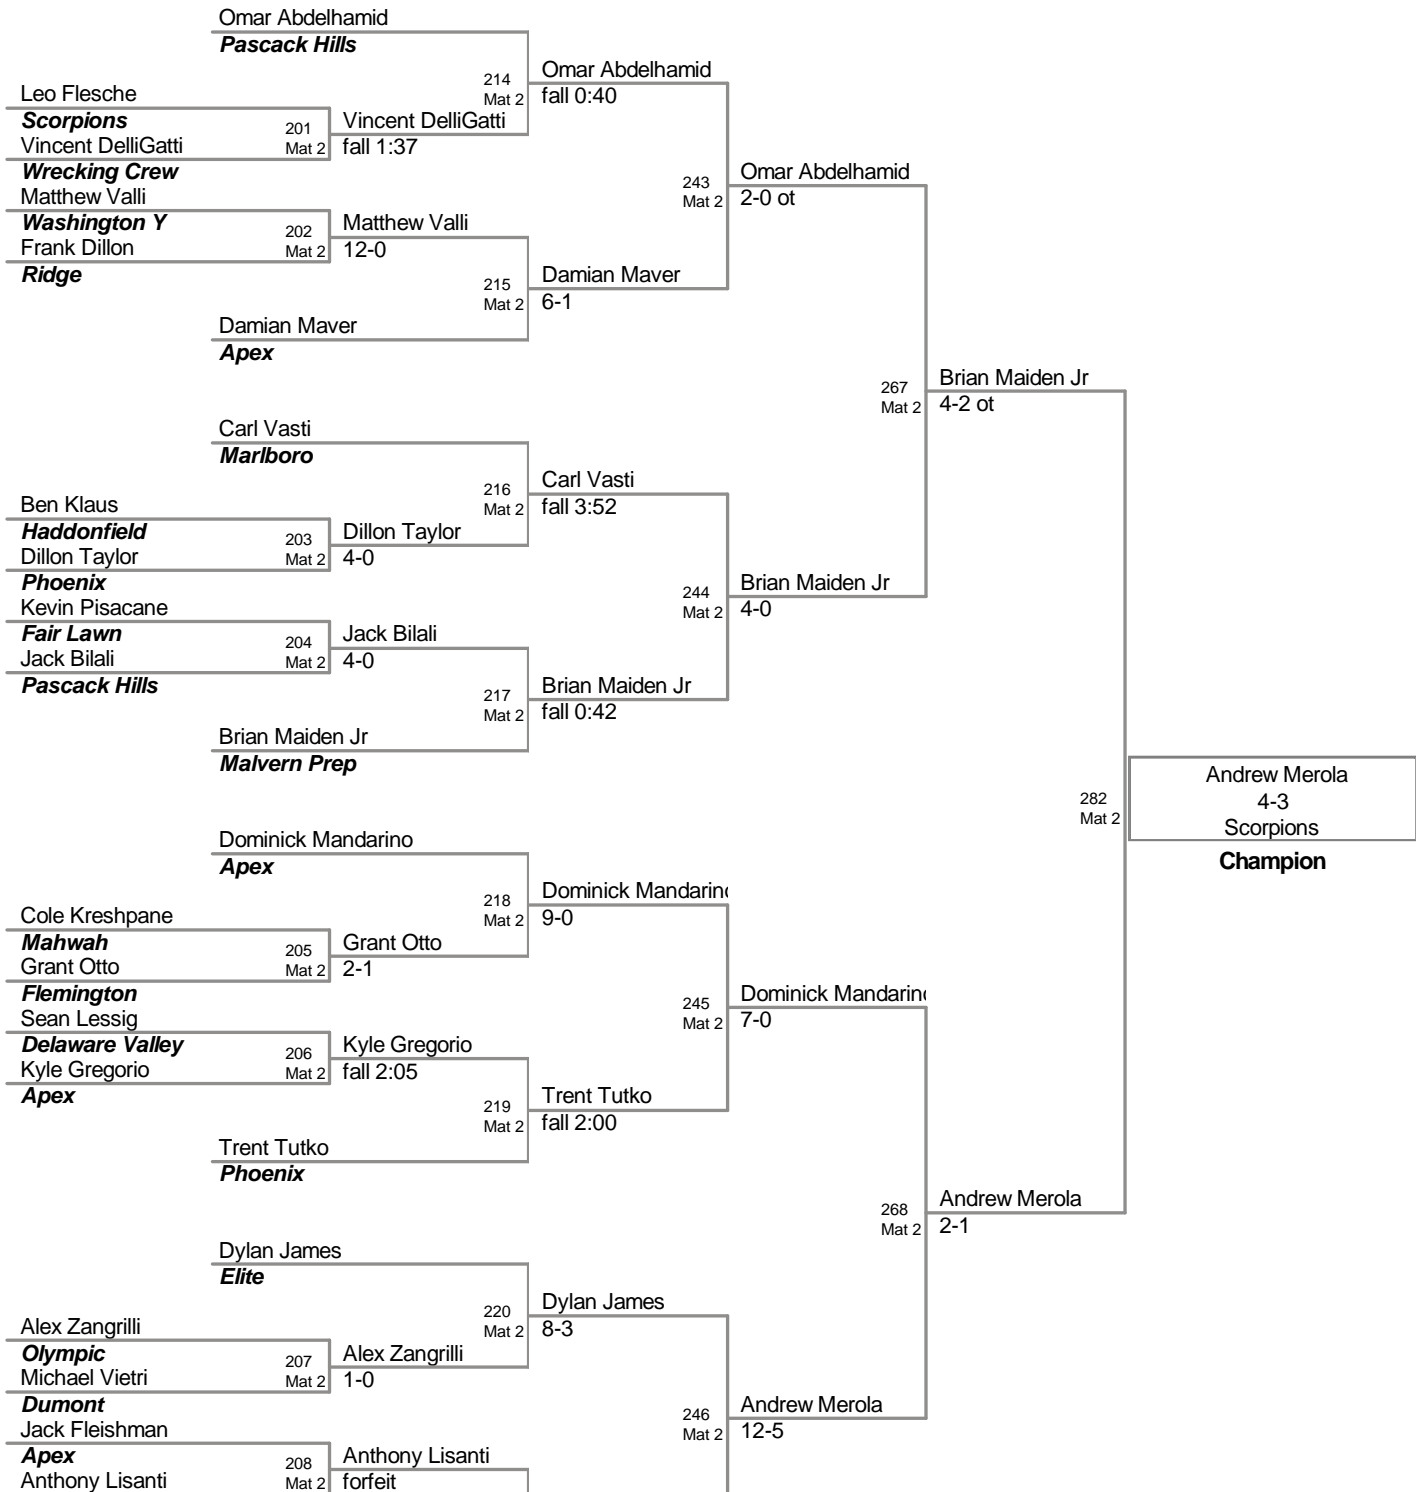 Omar Abdelhamid
Pascack Hills
214
Mat 2
Omar Abdelhamid
fall 0:40
Leo Flesche
Scorpions
201
Mat 2
Vincent DelliGatti
fall 1:37
Vincent DelliGatti
Wrecking Crew
243
Mat 2
Omar Abdelhamid
2-0 ot
Matthew Valli
Washington Y
202
Mat 2
Matthew Valli
12-0
Frank Dillon
Ridge
215
Mat 2
Damian Maver
6-1
Damian Maver
Apex
267
Mat 2
Brian Maiden Jr
4-2 ot
Carl Vasti
Marlboro
216
Mat 2
Carl Vasti
fall 3:52
Ben Klaus
Haddonfield
203
Mat 2
Dillon Taylor
4-0
Dillon Taylor
Phoenix
244
Mat 2
Brian Maiden Jr
4-0
Kevin Pisacane
Fair Lawn
204
Mat 2
Jack Bilali
4-0
Jack Bilali
Pascack Hills
217
Mat 2
Brian Maiden Jr
fall 0:42
Brian Maiden Jr
Malvern Prep
282
Mat 2
Andrew Merola
4-3
Scorpions
Champion
Dominick Mandarino
Apex
218
Mat 2
Dominick Mandarino
9-0
Cole Kreshpane
Mahwah
205
Mat 2
Grant Otto
2-1
Grant Otto
Flemington
245
Mat 2
Dominick Mandarino
7-0
Sean Lessig
Delaware Valley
206
Mat 2
Kyle Gregorio
fall 2:05
Kyle Gregorio
Apex
219
Mat 2
Trent Tutko
fall 2:00
Trent Tutko
Phoenix
268
Mat 2
Andrew Merola
2-1
Dylan James
Elite
220
Mat 2
Dylan James
8-3
Alex Zangrilli
Olympic
207
Mat 2
Alex Zangrilli
1-0
Michael Vietri
Dumont
246
Mat 2
Andrew Merola
12-5
Jack Fleishman
Apex
208
Mat 2
Anthony Lisanti
forfeit
Anthony Lisanti